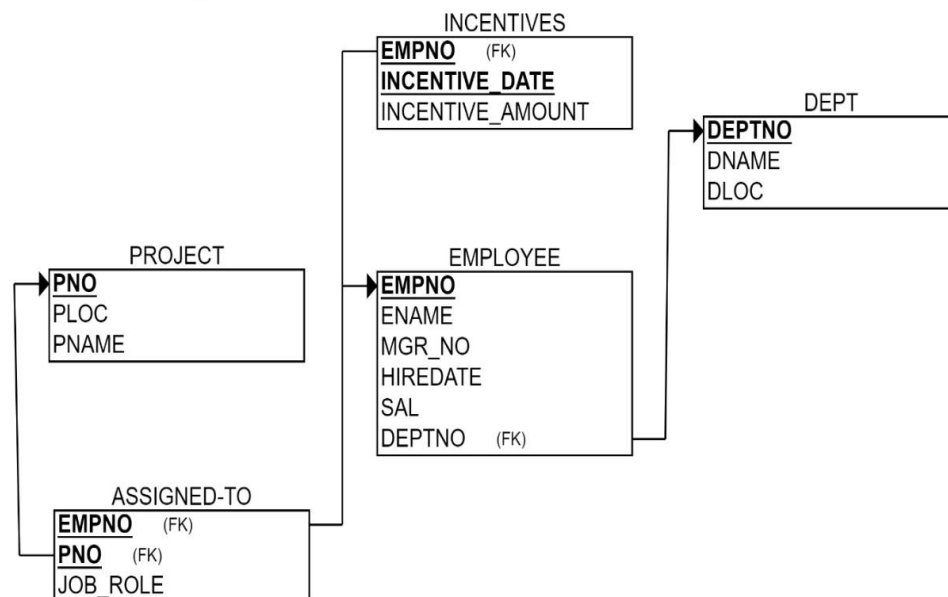 INCENTIVES
EMPNO (FK)
INCENTIVE_DATE
INCENTIVE_AMOUNT
DEPT
DEPTNO
DNAME
DLOC
PROJECT
PNO
PLOC
PNAME
EMPLOYEE
EMPNO
ENAME
MGR_NO
HIREDATE
SAL
DEPTNO (FK)
ASSIGNED-TO
EMPNO (FK)
PNO (FK)
JOB_ROLE